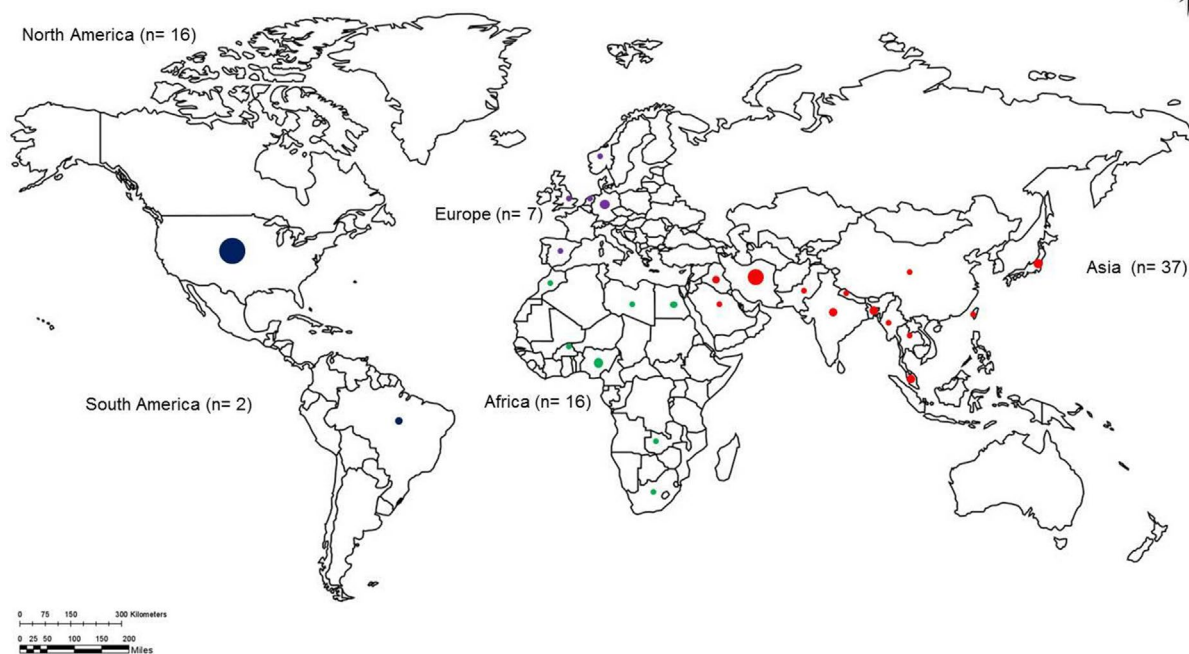 North America (n= 16)
Europe (n= 7)
Asia  (n= 37)
South America (n= 2)
Africa (n= 16)
0 75 150 300 Kilometers
0 25 50 100 150 200
Miles